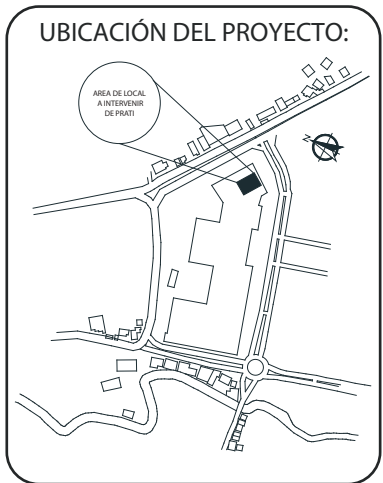 UBICACIÓN DEL PROYECTO:
AREA DE LOCAL
A INTERVENIR
DE PRATI
N